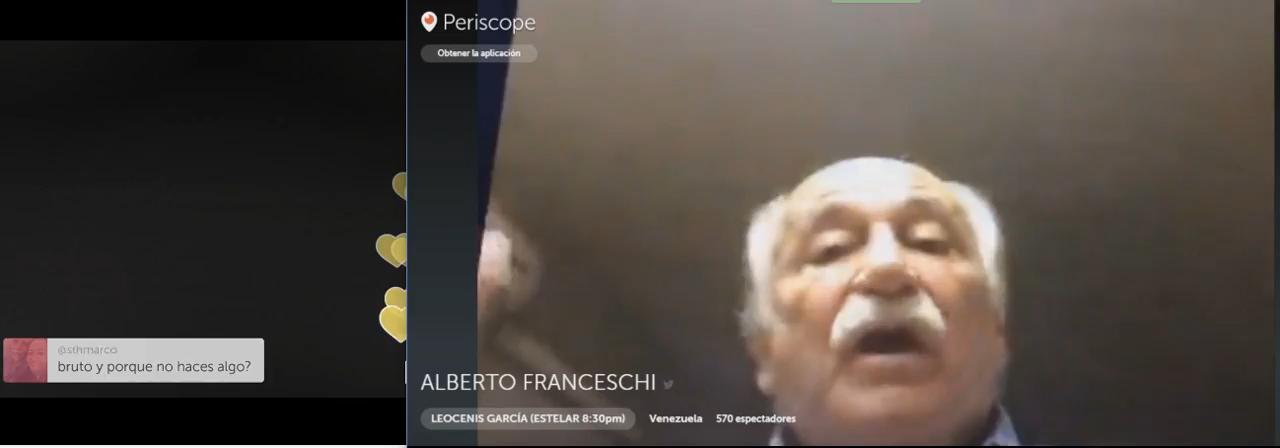 Periscope
Obtener la aplicación
@sthmarco
bruto y porque no haces algo?
ALBERTO FRANCESCHI
LEOCENIS GARCÍA (ESTELAR 8:30pm) Venezuela 570 espectadores